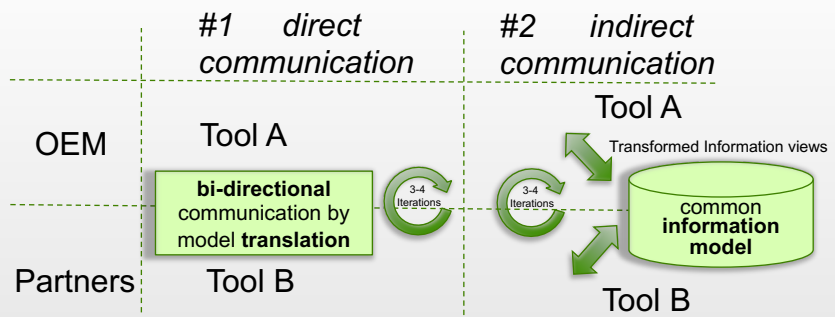 #1 direct
communication
#2 indirect
communication
OEM
Tool A
bi-directional
communication by
model translation
3-4
Iterations
Tool B
Partners
Tool A
Transformed Information views
3-4
Iterations
common
information
model
Tool B